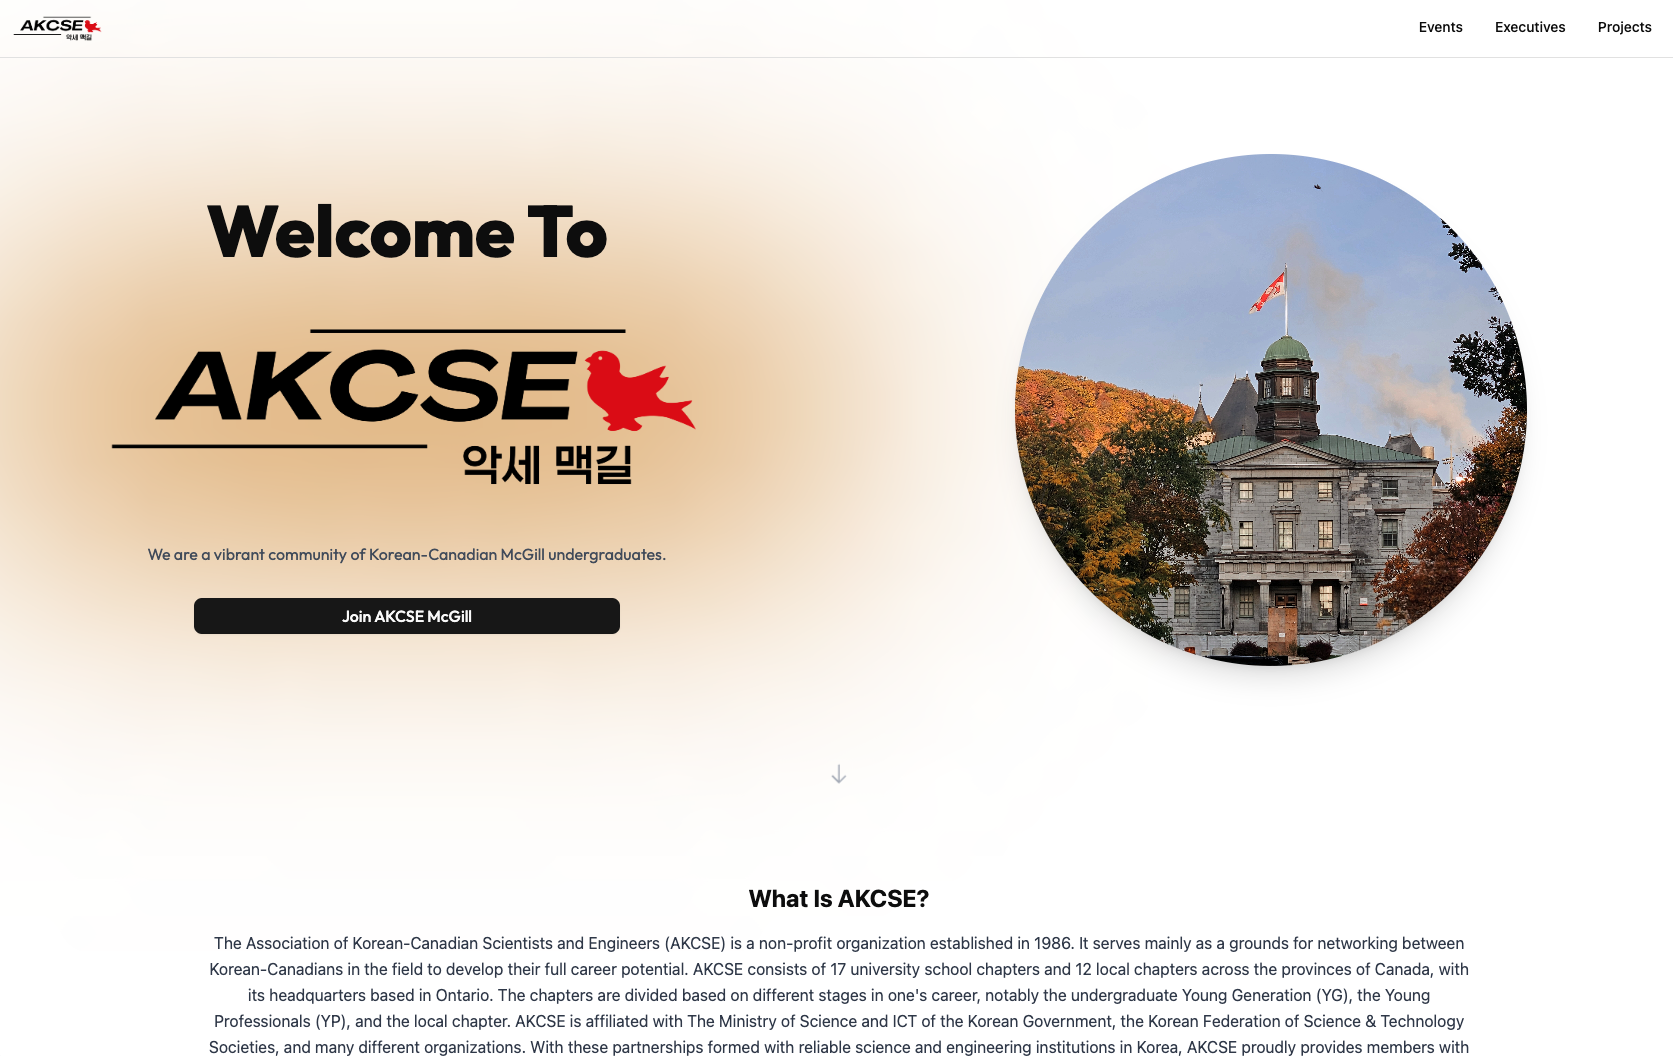 AKCSE
악세 맥길
Events
Executives
Projects
Welcome To
AKCSE
악세 맥길
We are a vibrant community of Korean-Canadian McGill undergraduates.
Join AKCSE McGill
What Is AKCSE?
The Association of Korean-Canadian Scientists and Engineers (AKCSE) is a non-profit organization established in 1986. It serves mainly as a grounds for networking between
Korean-Canadians in the field to develop their full career potential. AKCSE consists of 17 university school chapters and 12 local chapters across the provinces of Canada, with
its headquarters based in Ontario. The chapters are divided based on different stages in one's career, notably the undergraduate Young Generation (YG), the Young
Professionals (YP), and the local chapter. AKCSE is affiliated with The Ministry of Science and ICT of the Korean Government, the Korean Federation of Science & Technology
Societies, and many different organizations. With these partnerships formed with reliable science and engineering institutions in Korea, AKCSE proudly provides members with